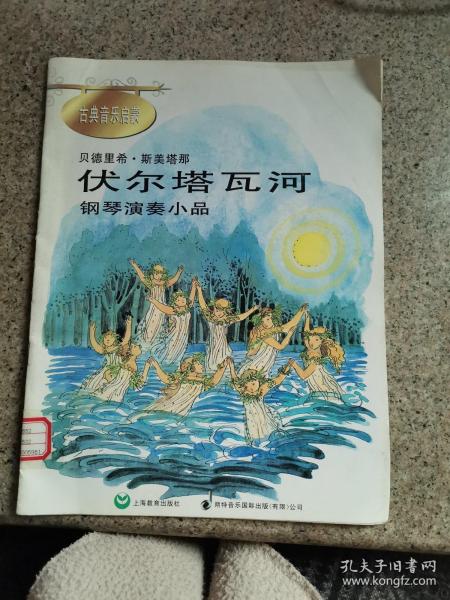 古典音乐启蒙
贝德里希·斯美塔那
伏尔塔瓦河
钢琴演奏小品
上海教育出版社
朗特音乐国际出版(有限)公司
孔夫子旧书网
www.kongfz.com